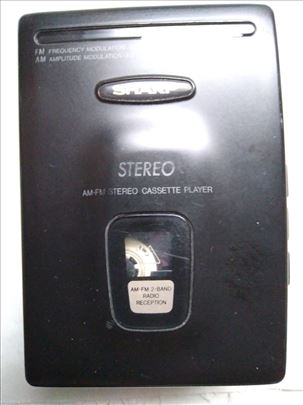 FM FREQUENCY MODULATION
AM AMPLITUDE MODULATION
SHARP
STEREO
AM-FM STEREO CASSETTE PLAYER
AM-FM 2-BAND
RADIO
RECEPTION